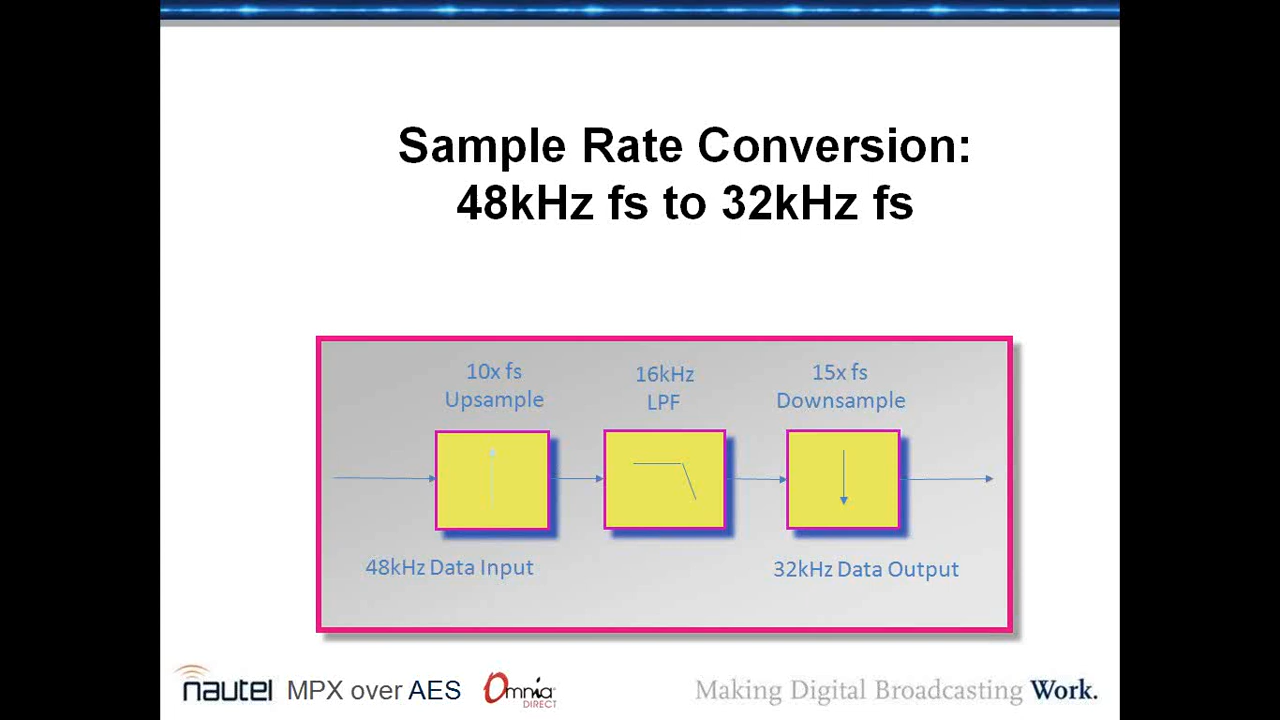 Sample Rate Conversion:
48kHz fs to 32kHz fs
10x fs
Upsample
16kHz
LPF
15x fs
Downsample
48kHz Data Input
32kHz Data Output
nautel MPX over AES Omnia DIRECT Making Digital Broadcasting Work.